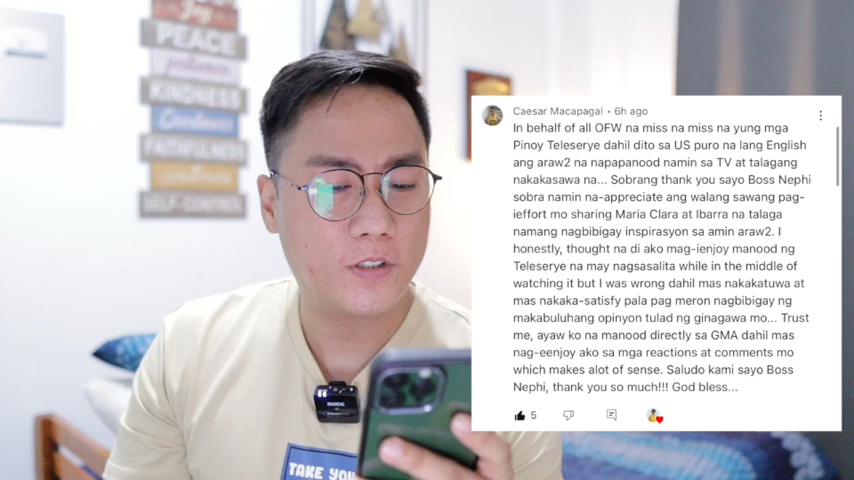 Joy
PEACE
patience
KINDNESS
Goodness
FAITHFULNESS
gentleness
SELF-CONTROL
RODE
TAKE YOU
Caesar Macapagal • 6h ago
In behalf of all OFW na miss na miss na yung mga
Pinoy Teleserye dahil dito sa US puro na lang English
ang araw2 na napapanood namin sa TV at talagang
nakakasawa na... Sobrang thank you sayo Boss Nephi
sobra namin na-appreciate ang walang sawang pag-
ieffort mo sharing Maria Clara at Ibarra na talaga
namang nagbibigay inspirasyon sa amin araw2. I
honestly, thought na di ako mag-ienjoy manood ng
Teleserye na may nagsasalita while in the middle of
watching it but I was wrong dahil mas nakakatuwa at
mas nakaka-satisfy pala pag meron nagbibigay ng
makabuluhang opinyon tulad ng ginagawa mo... Trust
me, ayaw ko na manood directly sa GMA dahil mas
nag-eenjoy ako sa mga reactions at comments mo
which makes alot of sense. Saludo kami sayo Boss
Nephi, thank you so much!!! God bless...
5